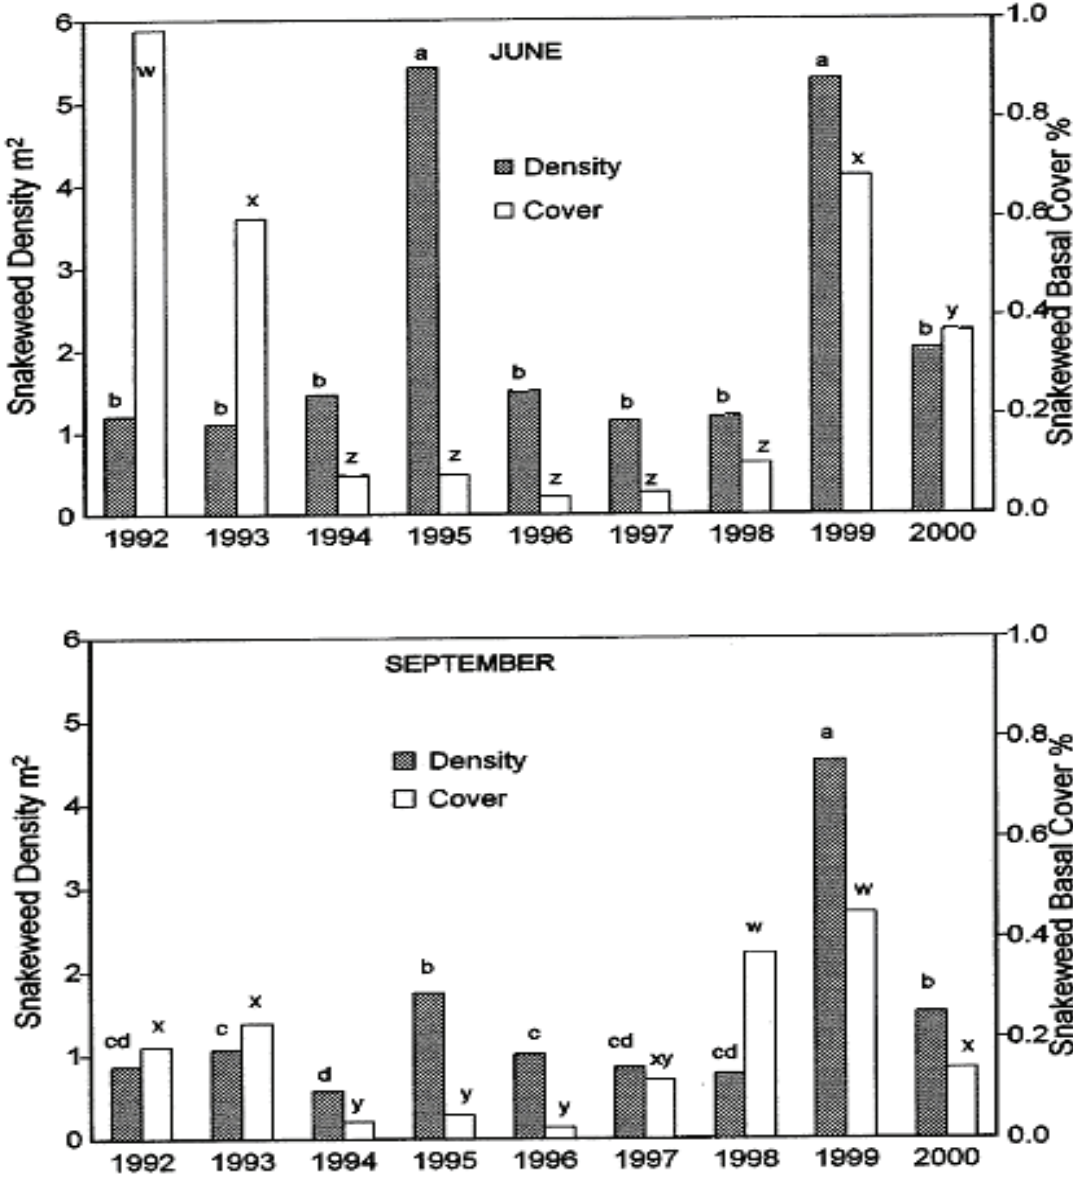 JUNE
Snakeweed Density m²
Snakeweed Basal Cover %
6
5
4
3
2
1
0
1.0
0.8
0.6
0.4
0.2
0.0
Density
Cover
w
x
a
a
x
b
b
b
z
z
b
z
b
z
b
z
b
y
1992 1993 1994 1995 1996 1997 1998 1999 2000
SEPTEMBER
Snakeweed Density m²
Snakeweed Basal Cover %
6
5
4
3
2
1
0
1.0
0.8
0.6
0.4
0.2
0.0
Density
Cover
cd
x
c
x
d
y
b
y
c
y
cd
xy
cd
w
a
w
b
x
1992 1993 1994 1995 1996 1997 1998 1999 2000